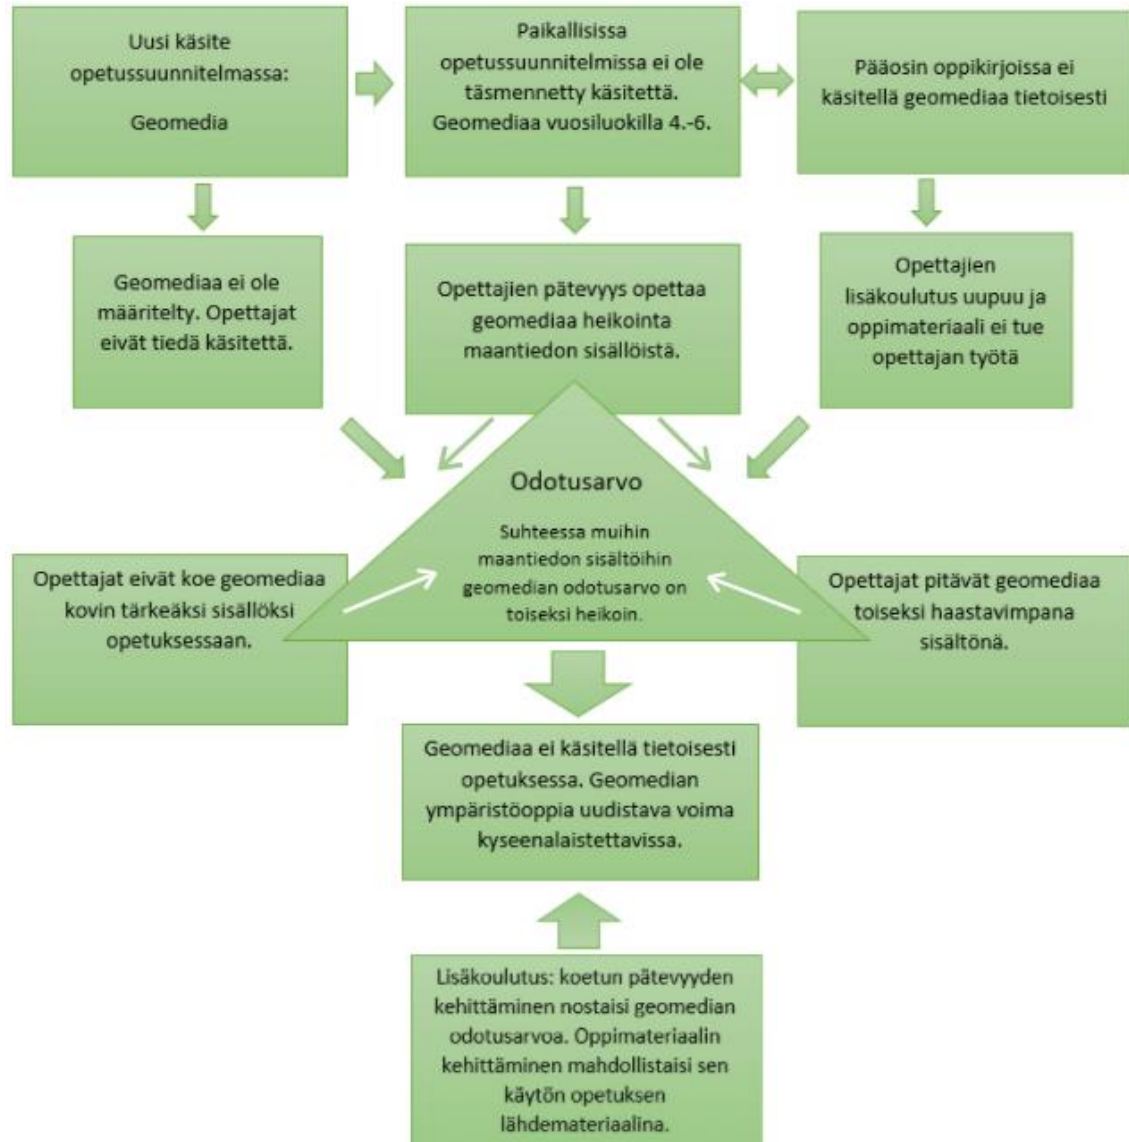 Uusi käsite
opetussuunnitelmassa:
Geomedia
Paikallisissa
opetussuunnitelmissa ei ole
täsmennetty käsitettä.
Geomediaa vuosiluokilla 4.-6.
Pääosin oppikirjoissa ei
käsitellä geomediaa tietoisesti
Geomediaa ei ole
määritelty. Opettajat
eivät tiedä käsitettä.
Opettajien pätevyys opettaa
geomediaa heikointa
maantiedon sisällöistä.
Opettajien
lisäkoulutus uupuu ja
oppimateriaali ei tue
opettajan työtä
Odotusarvo
Suhteessa muihin
maantiedon sisältöihin
geomedian odotusarvo on
toiseksi heikoin.
Opettajat eivät koe geomediaa
kovin tärkeäksi sisällöksi
opetuksessaan.
Opettajat pitävät geomediaa
toiseksi haastavimpana
sisältönä.
Geomediaa ei käsitellä tietoisesti
opetuksessa. Geomedian
ympäristöoppia uudistava voima
kyseenalaistettavissa.
Lisäkoulutus: koetun pätevyyden
kehittäminen nostaisi geomedian
odotusarvoa. Oppimateriaalin
kehittäminen mahdollistaisi sen
käytön opetuksen
lähdemateriaalina.